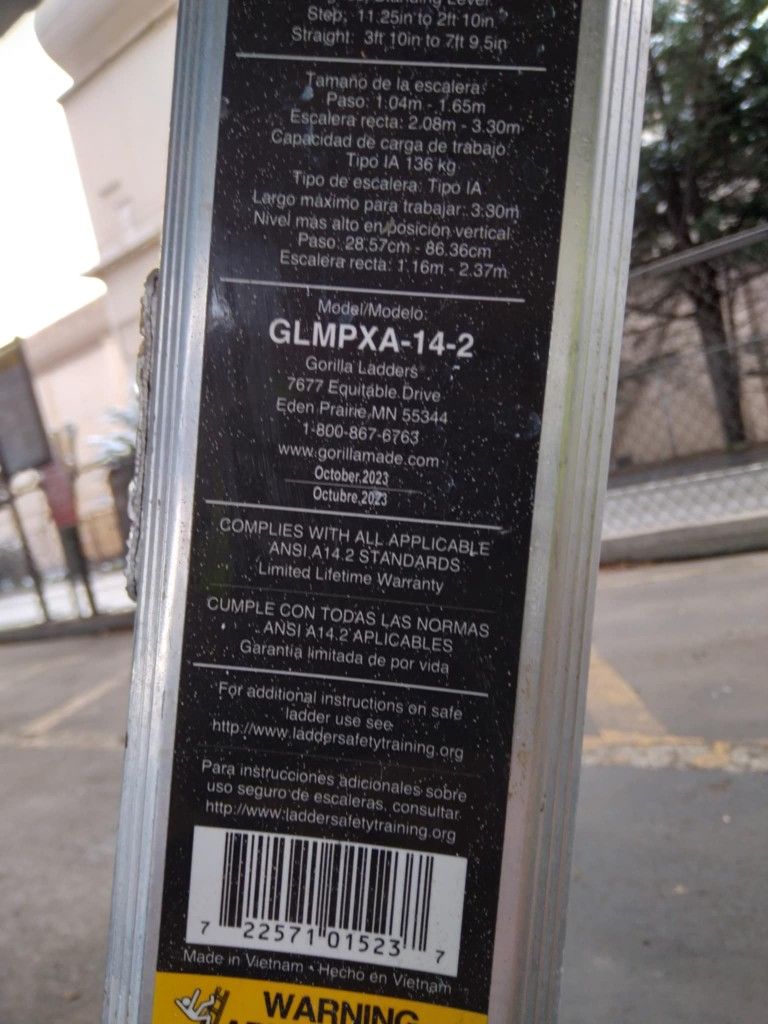 Step: 11.25in to 2ft 10in
Straight: 3ft 10in to 7ft 9.5in
Tamaño de la escalera:
Paso: 1.04m - 1.65m
Escalera recta: 2.08m - 3.30m
Capacidad de carga de trabajo:
Tipo IA 136 kg
Tipo de escalera: Tipo IA
Largo máximo para trabajar: 3.30m
Nivel más alto en posición vertical:
Paso: 28.57cm - 86.36cm
Escalera recta: 1.16m - 2.37m
Model/Modelo:
GLMPXA-14-2
Gorilla Ladders
7677 Equitable Drive
Eden Prairie, MN 55344
1-800-867-6763
www.gorillamade.com
October,2023
Octubre,2023
COMPLIES WITH ALL APPLICABLE
ANSI A14.2 STANDARDS
Limited Lifetime Warranty
CUMPLE CON TODAS LAS NORMAS
ANSI A14.2 APLICABLES
Garantía limitada de por vida
For additional instructions on safe
ladder use see:
http://www.laddersafetytraining.org
Para instrucciones adicionales sobre
uso seguro de escaleras, consultar:
http://www.laddersafetytraining.org
7 22571 01523 7
Made in Vietnam • Hecho en Vietnam
WARNING